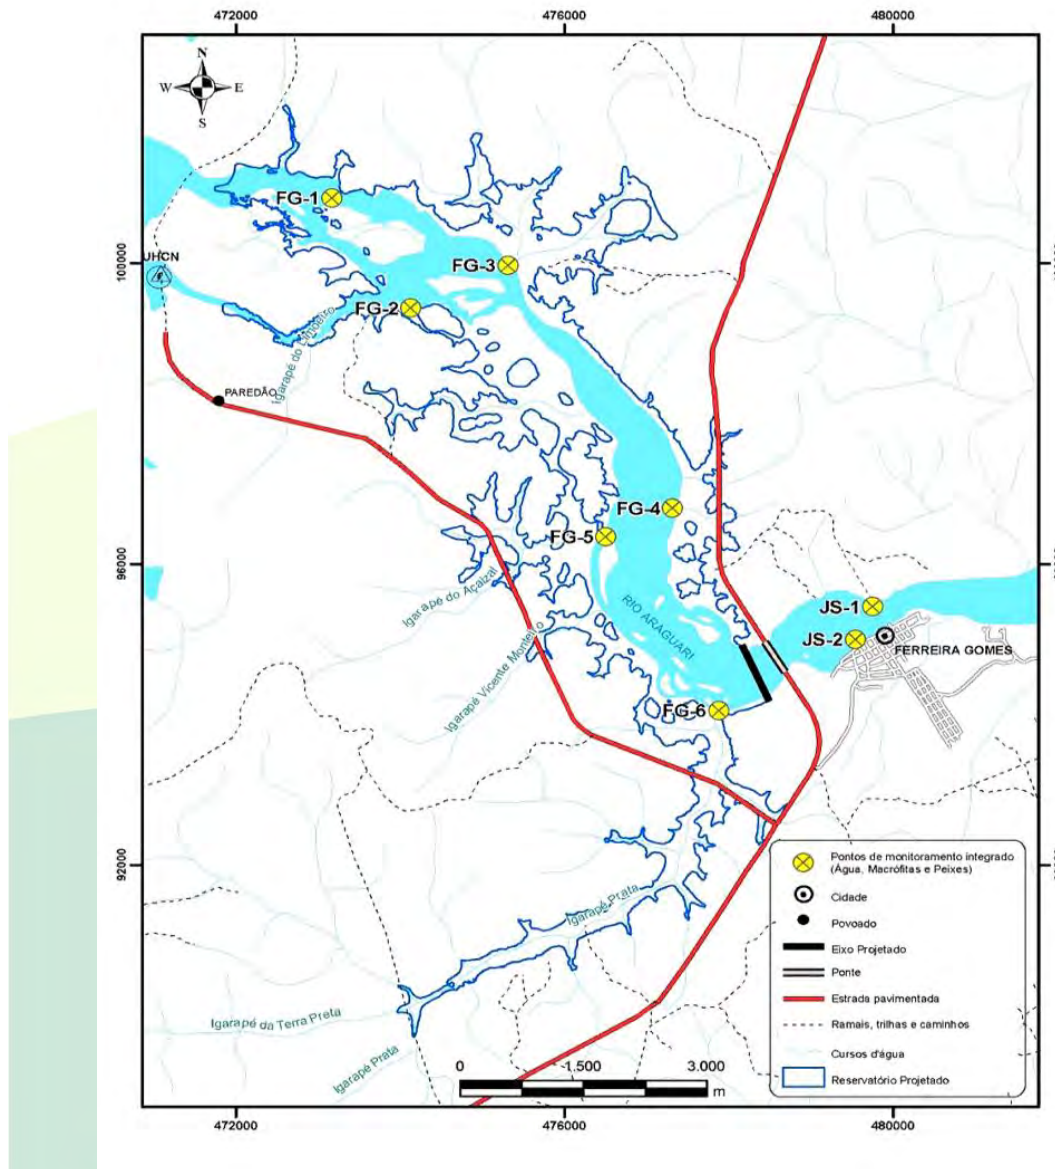 472000
476000
480000
N
W
E
S
FG-1
100000
UHCN
FG-3
FG-2
Igarapé do Limoeiro
PAREDÃO
FG-4
FG-5
96000
Igarapé do Açaizal
RIO ARAGUARI
JS-1
JS-2
FERREIRA GOMES
Igarapé Vicente Monteiro
FG-6
92000
Igarapé Prata
Igarapé da Terra Preta
Igarapé Prata
Pontos de monitoramento integrado
(Água, Macrófitas e Peixes)
Cidade
Povoado
Eixo Projetado
Ponte
Estrada pavimentada
Ramais, trilhas e caminhos
Cursos d'água
Reservatório Projetado
0
1.500
3.000
m
472000
476000
480000